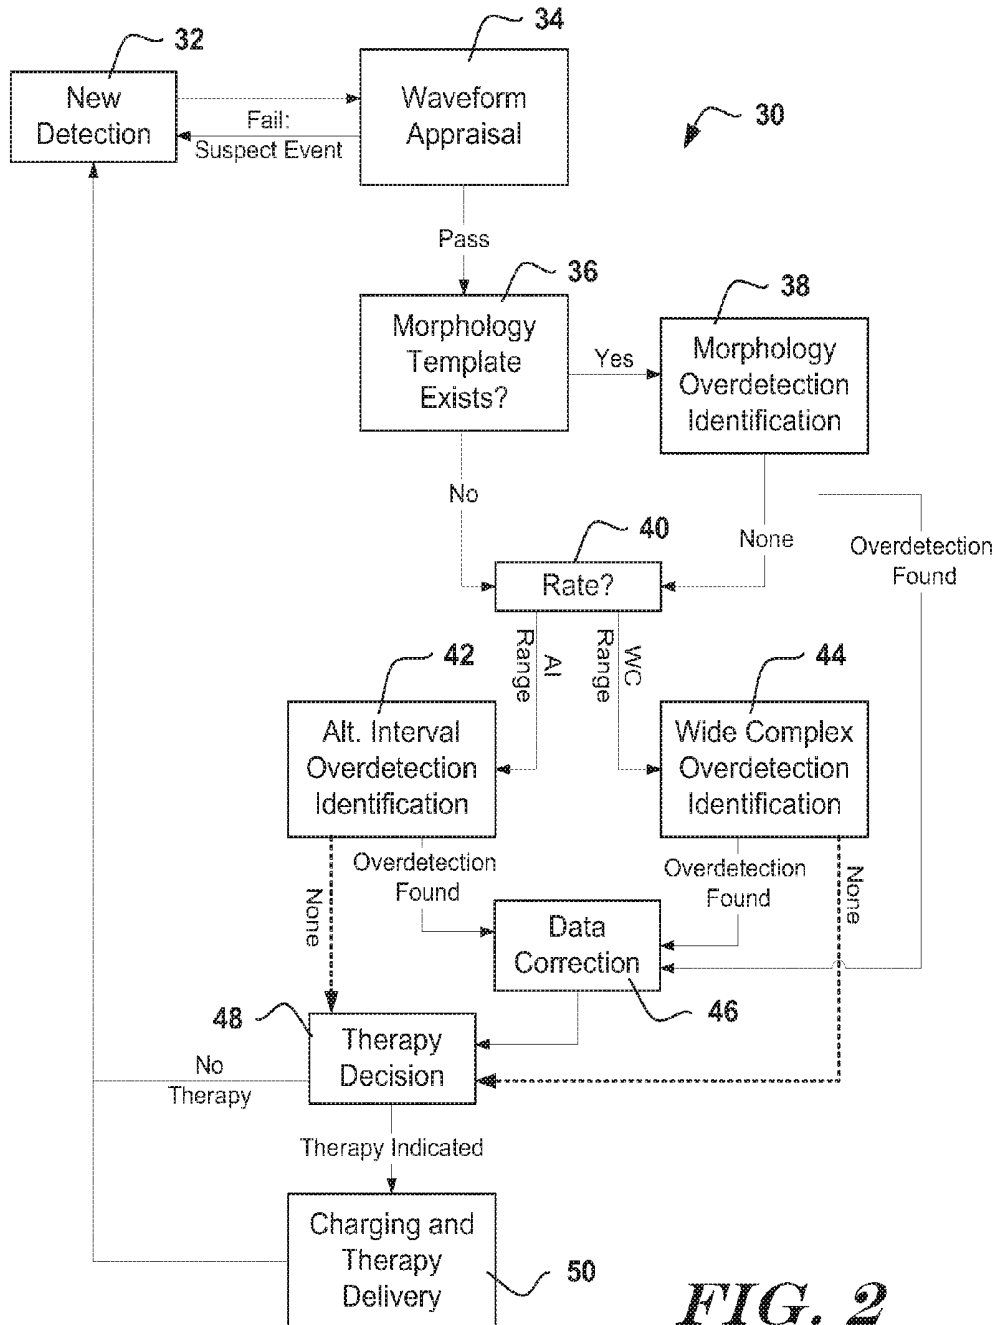 34
32
New
Detection
Waveform
Appraisal
30
Fail:
Suspect Event
Pass
36
38
Morphology
Template
Exists?
Yes
Morphology
Overdetection
Identification
No
40
None
Overdetection
Found
Rate?
AI
Range
WC
Range
42
44
Alt. Interval
Overdetection
Identification
Wide Complex
Overdetection
Identification
None
Overdetection
Found
Overdetection
Found
None
Data
Correction
46
48
Therapy
Decision
No
Therapy
Therapy Indicated
Charging and
Therapy
Delivery
50
FIG. 2